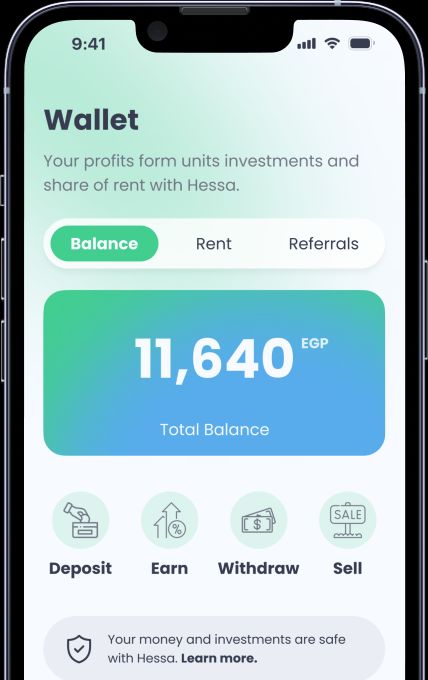 9:41
Wallet
Your profits form units investments and
share of rent with Hessa.
Balance Rent Referrals
11,640 EGP
Total Balance
$ % SALE
Deposit Earn Withdraw Sell
Your money and investments are safe
with Hessa. Learn more.